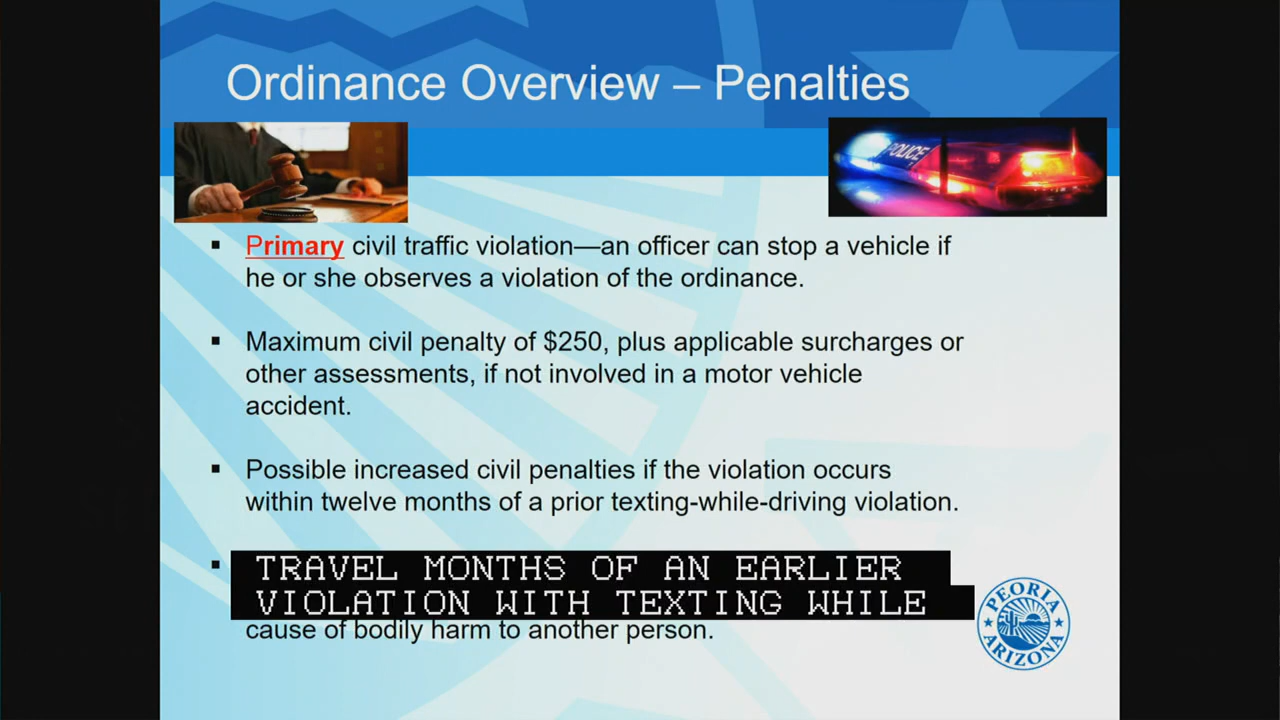 Ordinance Overview – Penalties
POLICE
▪ Primary civil traffic violation—an officer can stop a vehicle if
he or she observes a violation of the ordinance.
▪ Maximum civil penalty of $250, plus applicable surcharges or
other assessments, if not involved in a motor vehicle
accident.
▪ Possible increased civil penalties if the violation occurs
within twelve months of a prior texting-while-driving violation.
▪
TRAVEL MONTHS OF AN EARLIER
VIOLATION WITH TEXTING WHILE
cause of bodily harm to another person.
PEORIA
ARIZONA